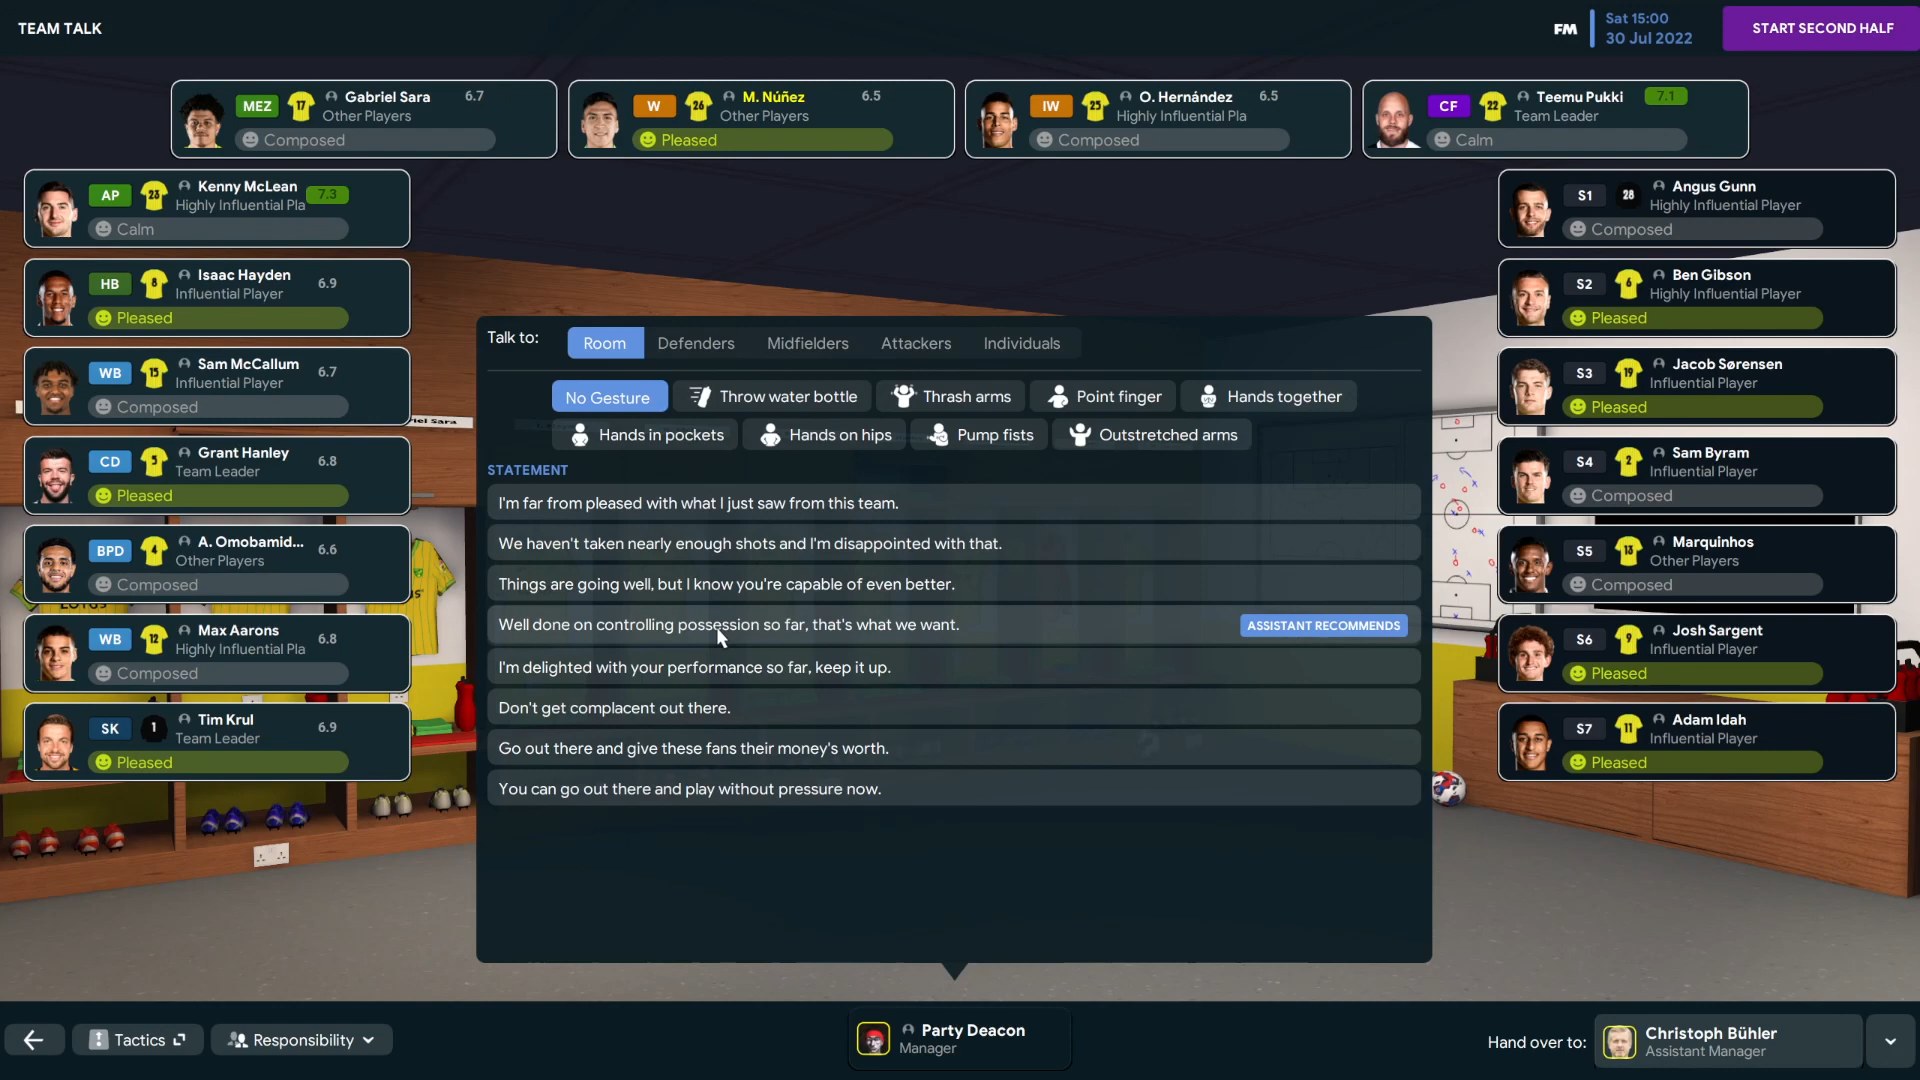 TEAM TALK
FM
Sat 15:00
30 Jul 2022
START SECOND HALF
MEZ 17 Gabriel Sara 6.7
Other Players
Composed
W 26 M. Núñez 6.5
Other Players
Pleased
IW 25 O. Hernández 6.5
Highly Influential Pla
Composed
CF 22 Teemu Pukki 7.1
Team Leader
Calm
AP 23 Kenny McLean 7.3
Highly Influential Pla
Calm
HB 8 Isaac Hayden 6.9
Influential Player
Pleased
WB 15 Sam McCallum 6.7
Influential Player
Composed
CD 5 Grant Hanley 6.8
Team Leader
Pleased
BPD 4 A. Omobamid... 6.6
Other Players
Composed
WB 12 Max Aarons 6.8
Highly Influential Pla
Composed
SK 1 Tim Krul 6.9
Team Leader
Pleased
Talk to: Room Defenders Midfielders Attackers Individuals
No Gesture Throw water bottle Thrash arms Point finger Hands together
Hands in pockets Hands on hips Pump fists Outstretched arms
STATEMENT
I'm far from pleased with what I just saw from this team.
We haven't taken nearly enough shots and I'm disappointed with that.
Things are going well, but I know you're capable of even better.
Well done on controlling possession so far, that's what we want. ASSISTANT RECOMMENDS
I'm delighted with your performance so far, keep it up.
Don't get complacent out there.
Go out there and give these fans their money's worth.
You can go out there and play without pressure now.
S1 28 Angus Gunn
Highly Influential Player
Composed
S2 6 Ben Gibson
Highly Influential Player
Pleased
S3 19 Jacob Sørensen
Influential Player
Pleased
S4 2 Sam Byram
Influential Player
Composed
S5 13 Marquinhos
Other Players
Composed
S6 9 Josh Sargent
Influential Player
Pleased
S7 11 Adam Idah
Influential Player
Pleased
Tactics Responsibility
Party Deacon
Manager
Hand over to: Christoph Bühler
Assistant Manager